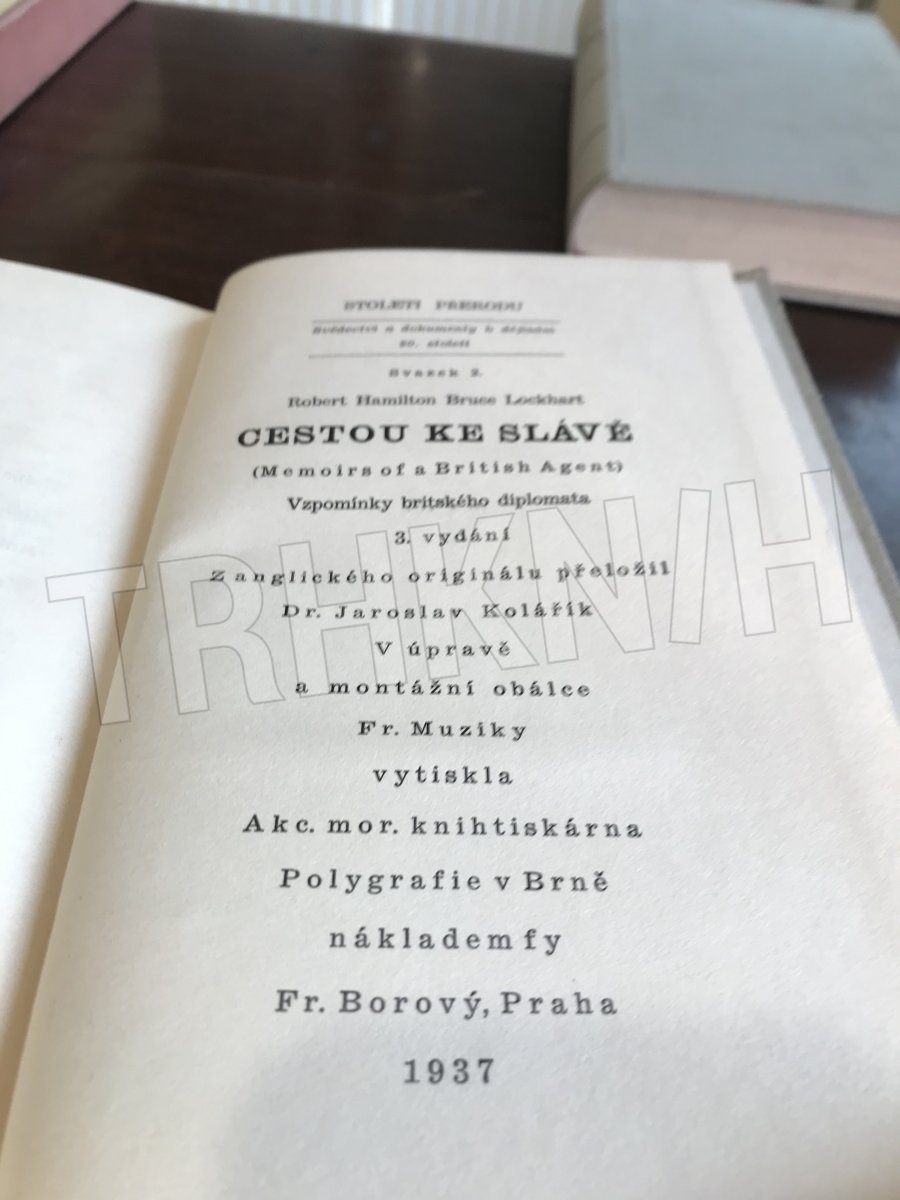 STOLETÍ PŘERODU
Svědectví a dokumenty k dějinám
20. století
Svazek 2.
Robert Hamilton Bruce Lockhart
CESTOU KE SLÁVĚ
(Memoirs of a British Agent)
Vzpomínky britského diplomata
3. vydání
Z anglického originálu přeložil
Dr. Jaroslav Kolářík
V úpravě
a montážní obálce
Fr. Muziky
vytiskla
Akc. mor. knihtiskárna
Polygrafie v Brně
nákladem fy
Fr. Borový, Praha
1937
TRHKNIH